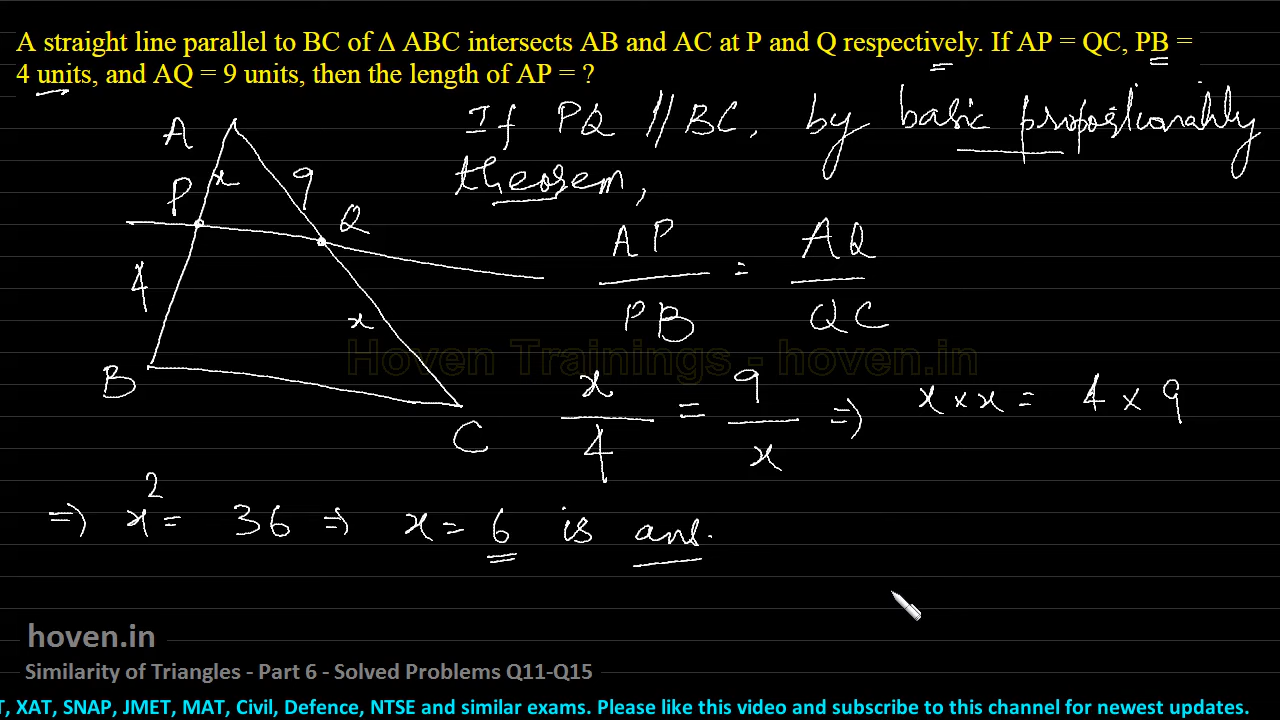 A straight line parallel to BC of Δ ABC intersects AB and AC at P and Q respectively. If AP = QC, PB =
4 units, and AQ = 9 units, then the length of AP = ?
If PQ // BC, by basic proportionality
theorem,
A
P
x
9
Q
4
x
B
C
AP/PB = AQ/QC
Hoven Trainings - hoven.in
x/4 = 9/x ⇒ x × x = 4 × 9
⇒ x² = 36 ⇒ x = 6 is ans.
hoven.in
Similarity of Triangles - Part 6 - Solved Problems Q11-Q15
T, XAT, SNAP, JMET, MAT, Civil, Defence, NTSE and similar exams. Please like this video and subscribe to this channel for newest updates.